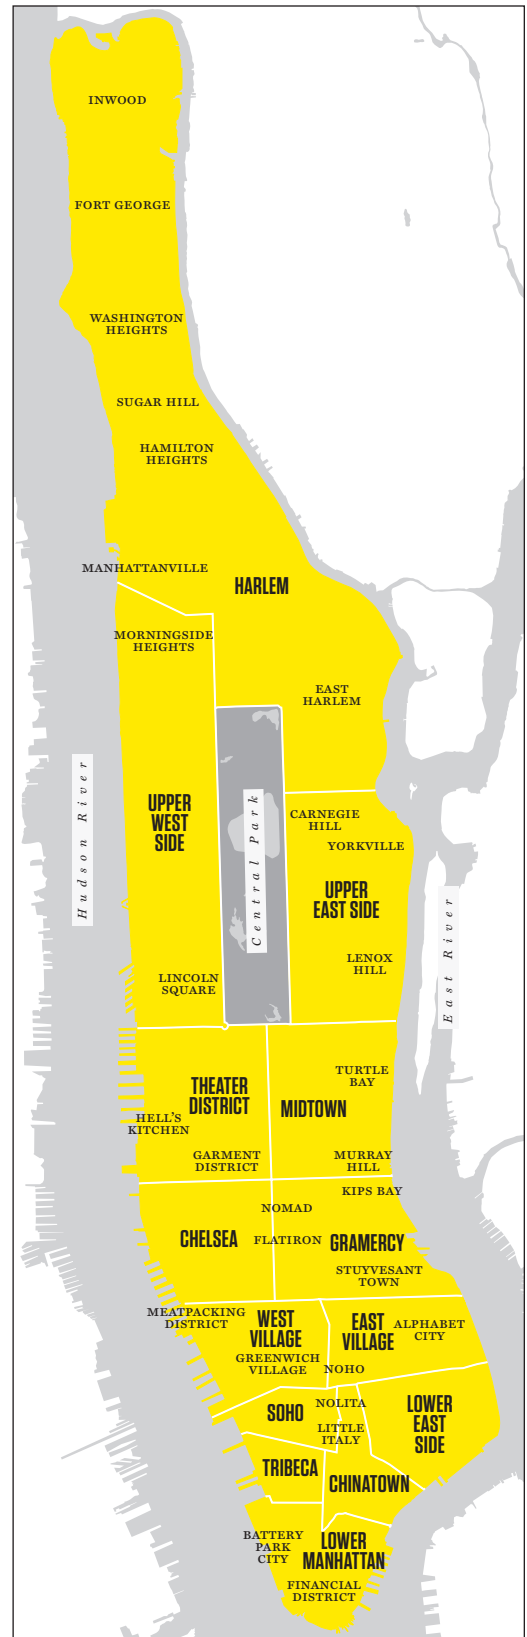 INWOOD
FORT GEORGE
WASHINGTON
HEIGHTS
SUGAR HILL
HAMILTON
HEIGHTS
MANHATTANVILLE
HARLEM
MORNINGSIDE
HEIGHTS
EAST
HARLEM
Hudson River
UPPER
WEST
SIDE
Central Park
CARNEGIE
HILL
YORKVILLE
UPPER
EAST SIDE
East River
LENOX
HILL
LINCOLN
SQUARE
THEATER
DISTRICT
TURTLE
BAY
MIDTOWN
HELL'S
KITCHEN
GARMENT
DISTRICT
MURRAY
HILL
KIPS BAY
NOMAD
CHELSEA
FLATIRON
GRAMERCY
STUYVESANT
TOWN
MEATPACKING
DISTRICT
WEST
VILLAGE
EAST
VILLAGE
ALPHABET
CITY
GREENWICH
VILLAGE
NOHO
SOHO
NOLITA
LITTLE
ITALY
LOWER
EAST
SIDE
TRIBECA
CHINATOWN
BATTERY
PARK
CITY
LOWER
MANHATTAN
FINANCIAL
DISTRICT